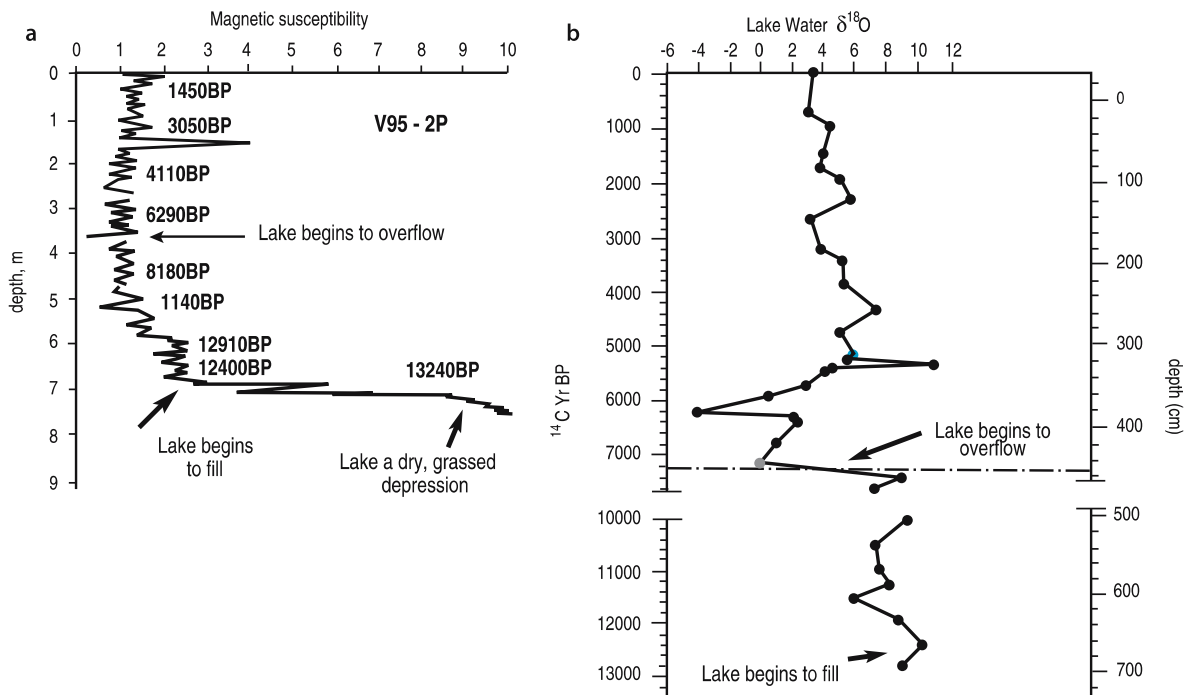 a
Magnetic susceptibility
0 1 2 3 4 5 6 7 8 9 10
depth, m
0
1
2
3
4
5
6
7
8
9
1450BP
3050BP
V95 - 2P
4110BP
6290BP
Lake begins to overflow
8180BP
1140BP
12910BP
12400BP
13240BP
Lake begins
to fill
Lake a dry, grassed
depression
b
Lake Water δ18O
-6 -4 -2 0 2 4 6 8 10 12
14C Yr BP
0
1000
2000
3000
4000
5000
6000
7000
10000
11000
12000
13000
Lake begins to
overflow
Lake begins to fill
depth (cm)
0
100
200
300
400
500
600
700